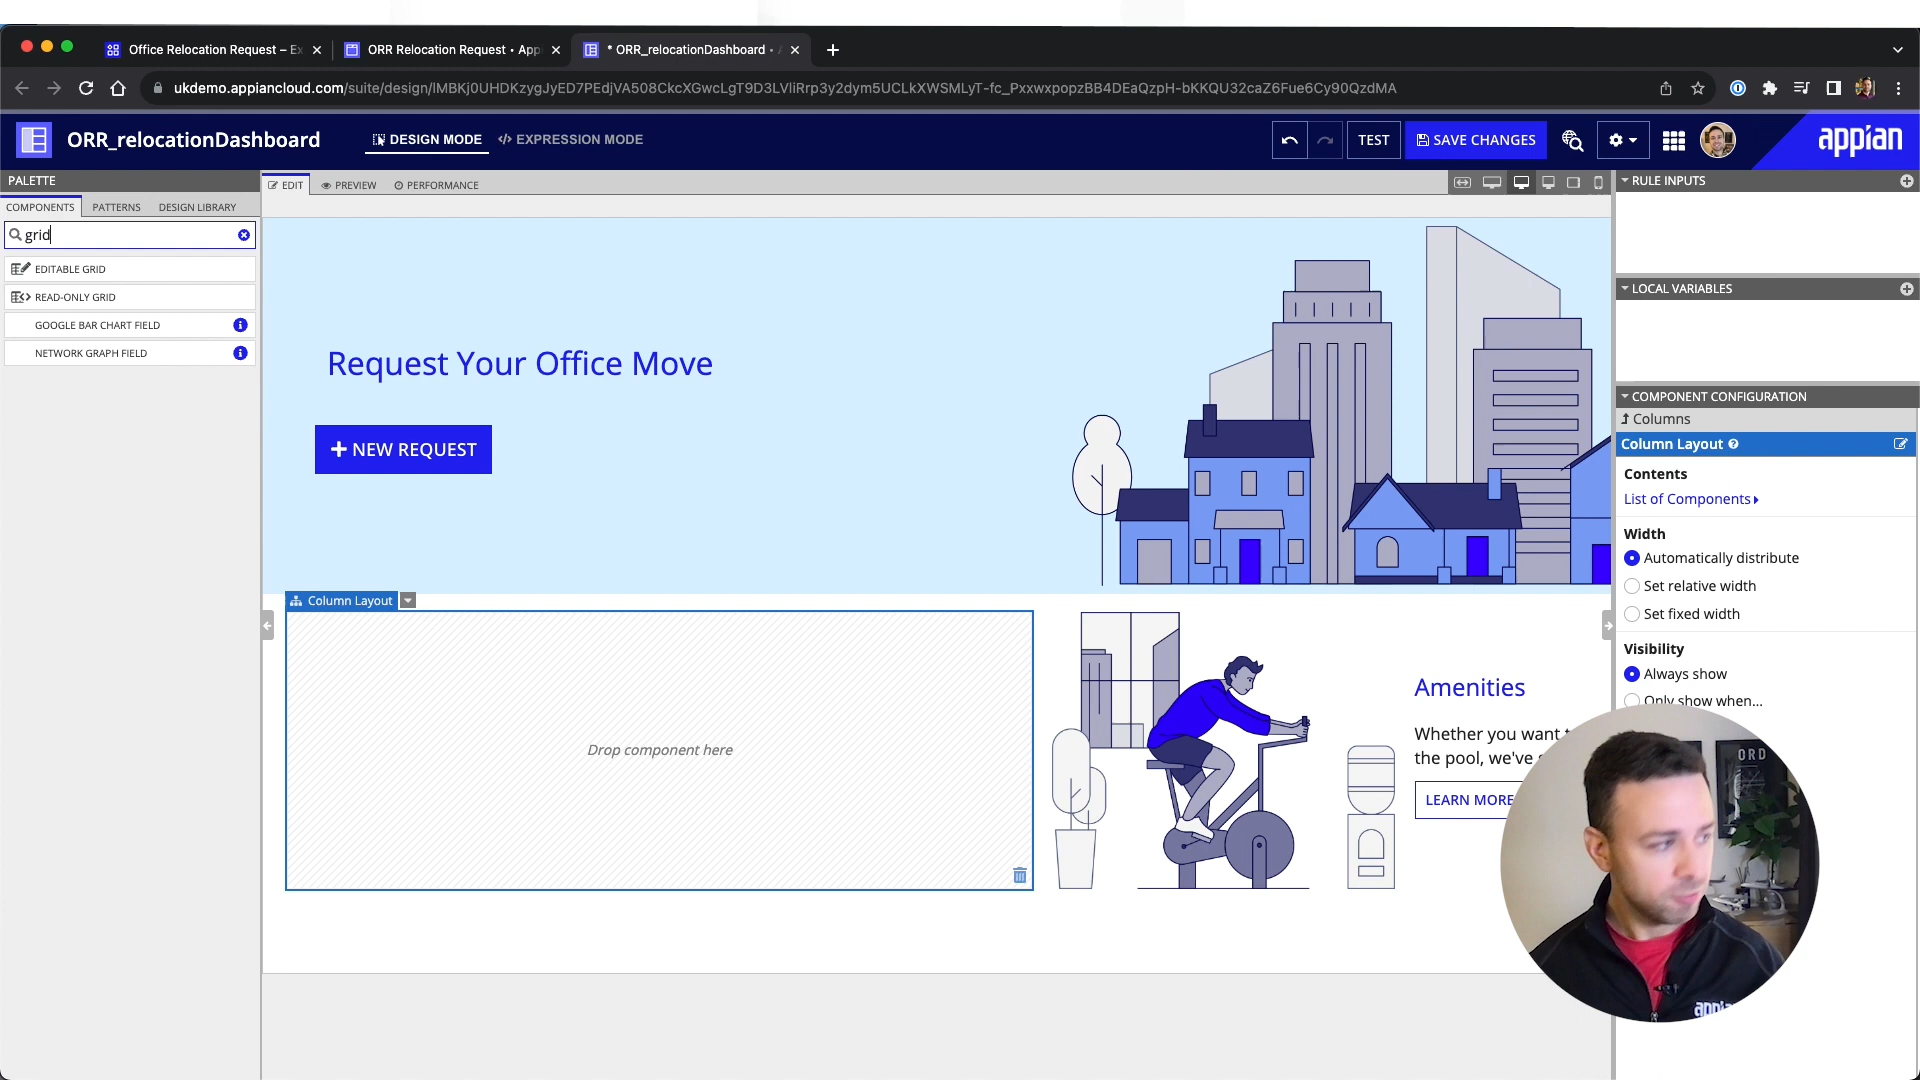 Office Relocation Request – Ex
ORR Relocation Request • App
* ORR_relocationDashboard •
ukdemo.appiancloud.com/suite/design/lMBKj0UHDKzygJyED7PEdjVA508CkcXGwcLgT9D3LVliRrp3y2dym5UCLkXWSMLyT-fc_PxxwxpopzBB4DEaQzpH-bKKQU32caZ6Fue6Cy90QzdMA
ORR_relocationDashboard
DESIGN MODE
EXPRESSION MODE
TEST
SAVE CHANGES
appian
PALETTE
COMPONENTS
PATTERNS
DESIGN LIBRARY
grid
EDITABLE GRID
READ-ONLY GRID
GOOGLE BAR CHART FIELD
NETWORK GRAPH FIELD
EDIT
PREVIEW
PERFORMANCE
Request Your Office Move
NEW REQUEST
Column Layout
Drop component here
Amenities
Whether you want
the pool, we've
LEARN MORE
RULE INPUTS
LOCAL VARIABLES
COMPONENT CONFIGURATION
Columns
Column Layout
Contents
List of Components
Width
Automatically distribute
Set relative width
Set fixed width
Visibility
Always show
Only show when...
ORD